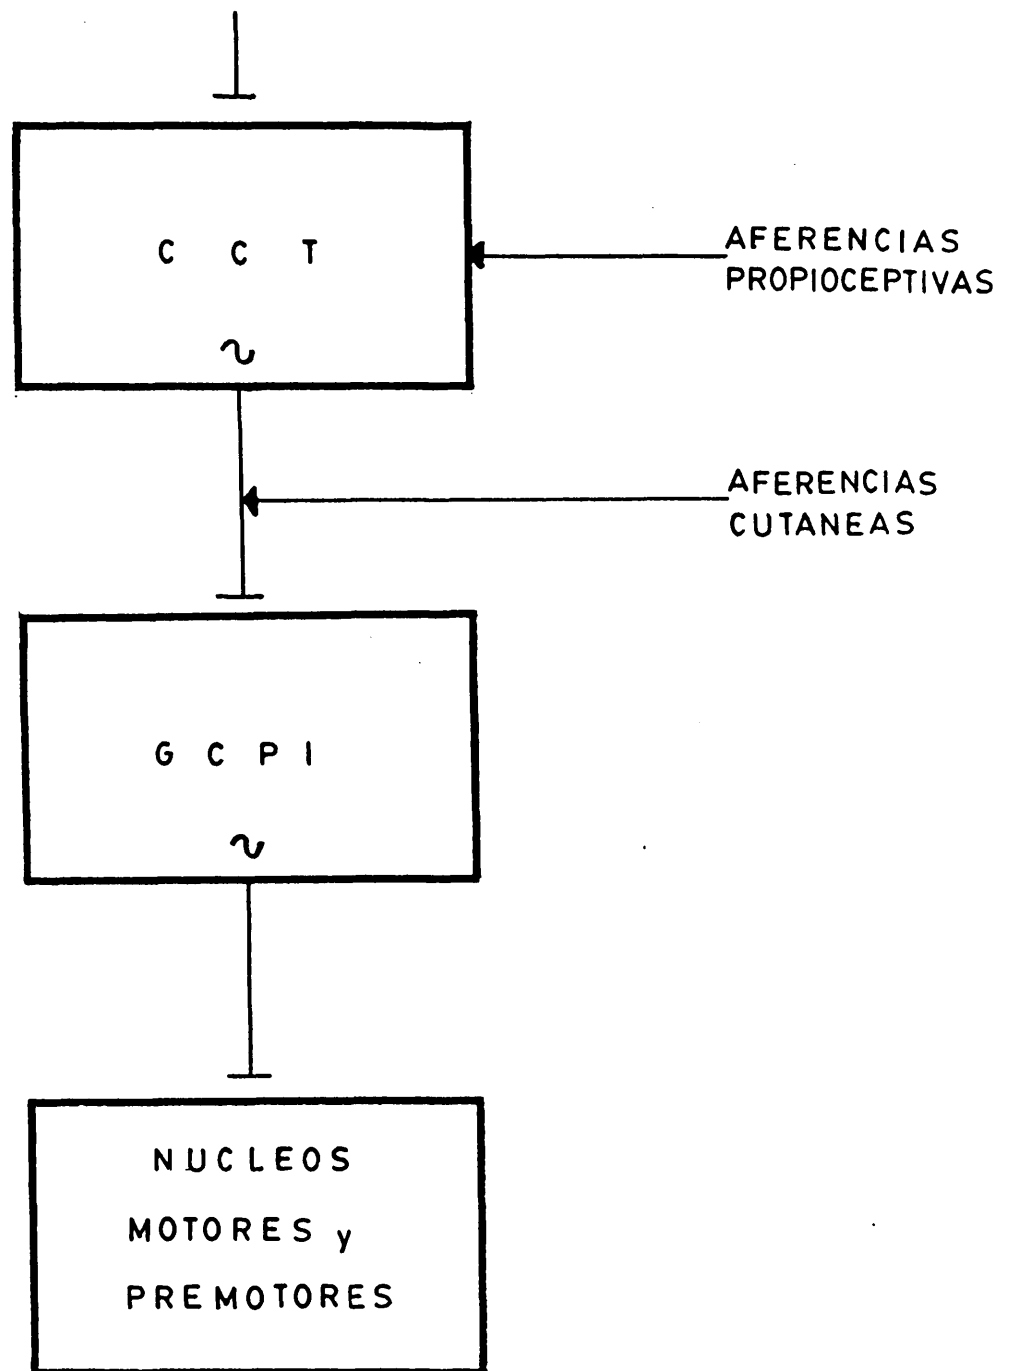 C C T
AFERENCIAS
PROPIOCEPTIVAS
AFERENCIAS
CUTANEAS
G C P I
NUCLEOS
MOTORES y
PREMOTORES